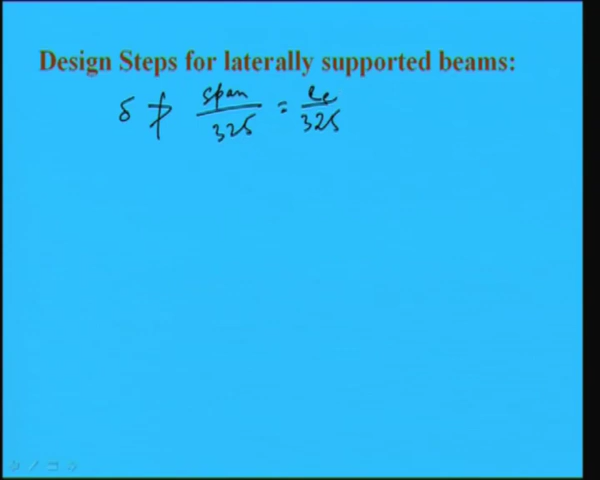 Design Steps for laterally supported beams:
δ ≯ span/325 = le/325